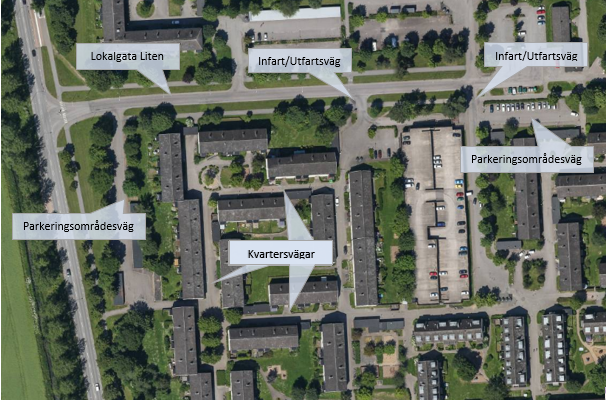 Lokalgata Liten
Infart/Utfartsväg
Infart/Utfartsväg
Parkeringsområdesväg
Parkeringsområdesväg
Kvartersvägar